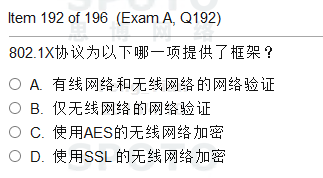 Item 192 of 196 (Exam A, Q192)
802.1X协议为以下哪一项提供了框架？
A. 有线网络和无线网络的网络验证
B. 仅无线网络的网络验证
C. 使用AES的无线网络加密
D. 使用SSL 的无线网络加密